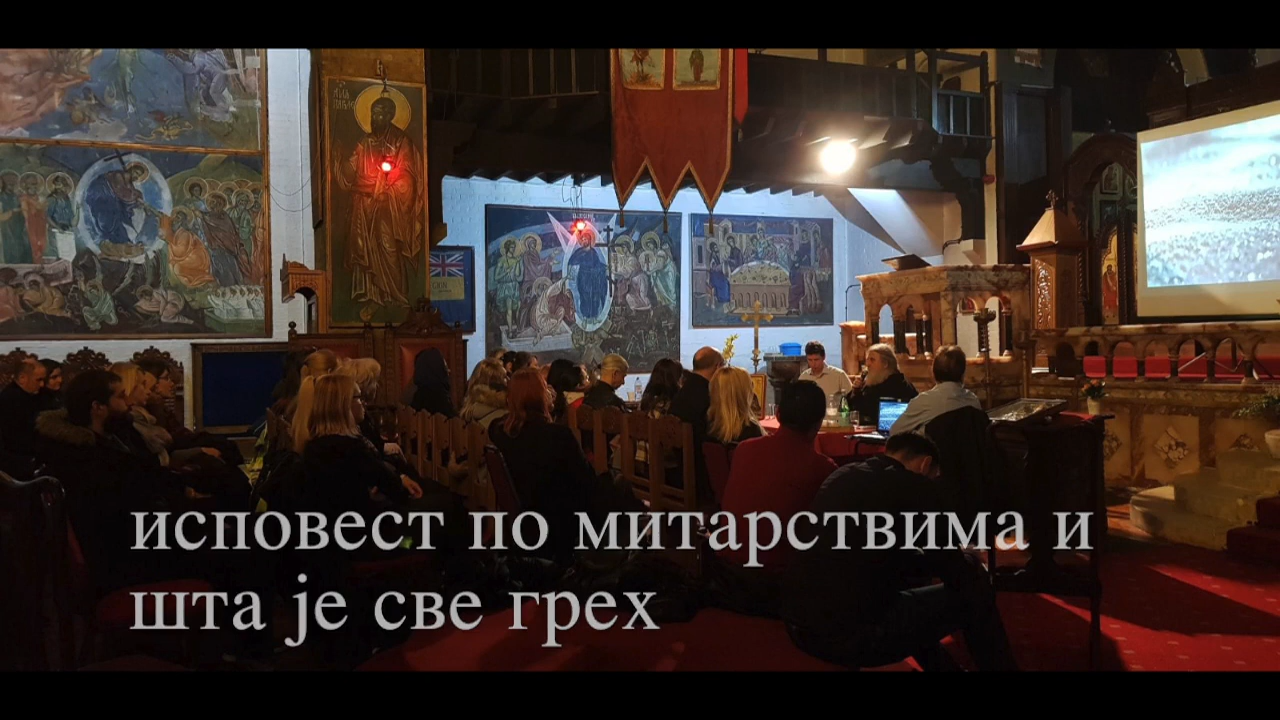 исповест по митарствима и
шта је све грех